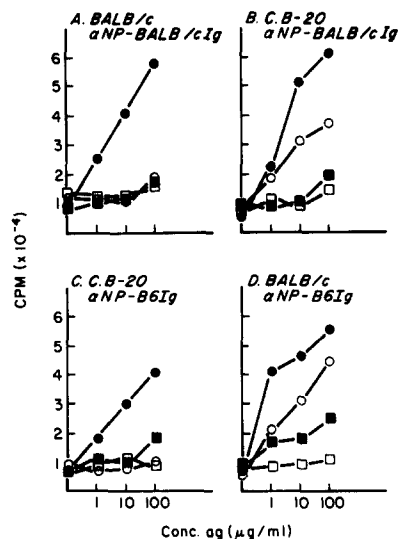 A. BALB/c
αNP-BALB/cIg
B. C.B-20
αNP-BALB/cIg
6
5
4
3
2
1
CPM (x10⁻⁴)
C. C.B-20
αNP-B6Ig
D. BALB/c
αNP-B6Ig
6
5
4
3
2
1
1 10 100
1 10 100
Conc. ag (μg/ml)